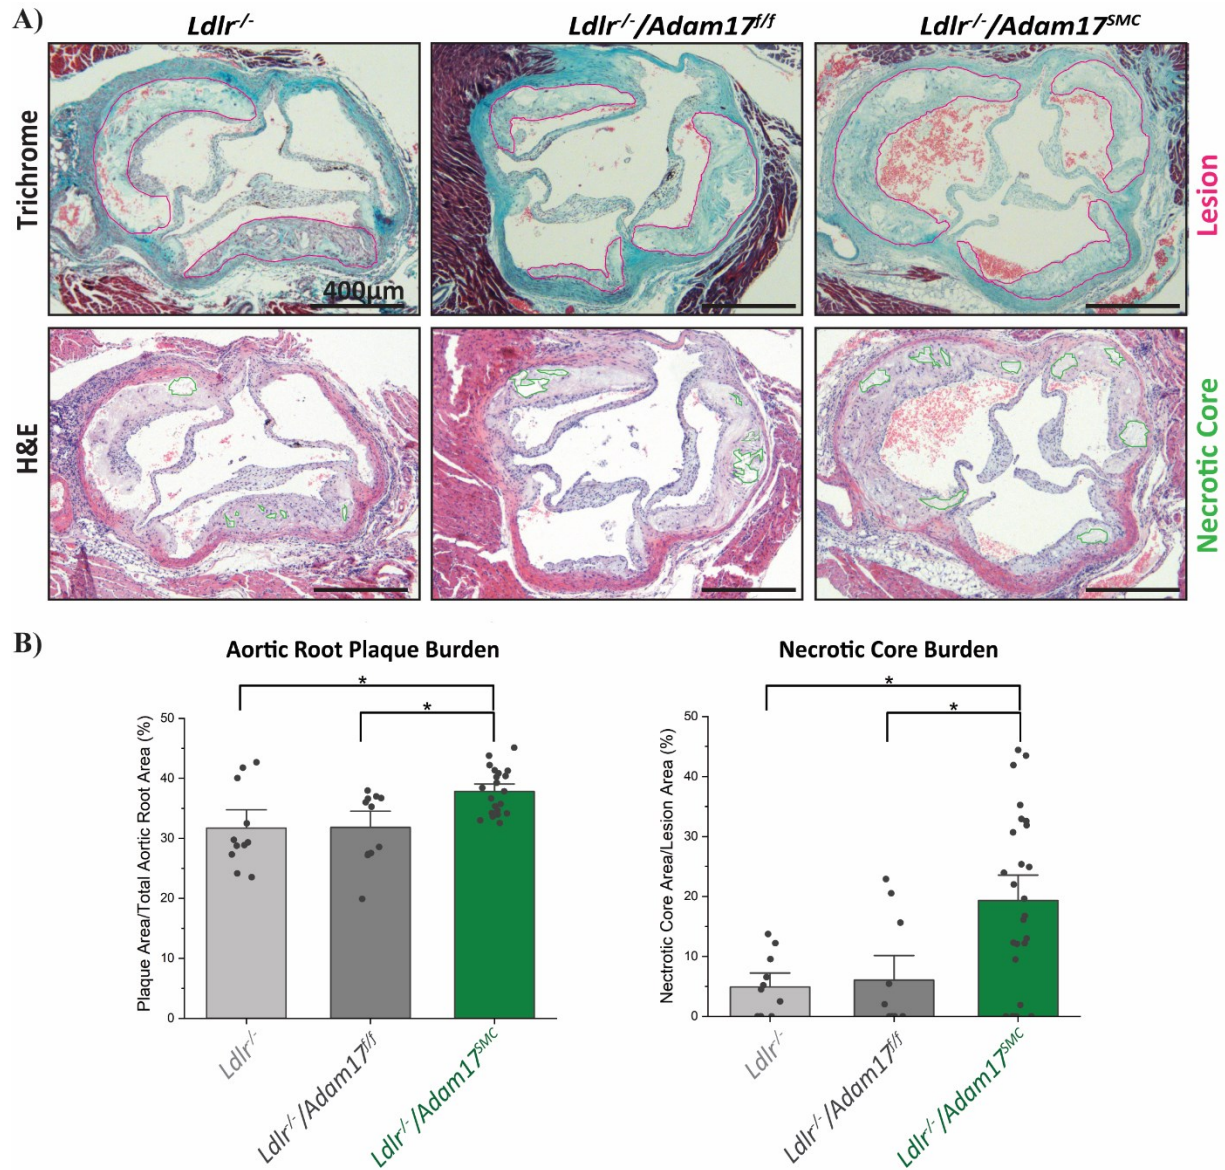 A)
Ldlr-/-
Ldlr-/-/Adam17f/f
Ldlr-/-/Adam17SMC
Trichrome
400µm
Lesion
H&E
Necrotic Core
B)
Aortic Root Plaque Burden
*
*
Plaque Area/Total Aortic Root Area (%)
50
40
30
20
10
0
Ldlr-/-
Ldlr-/-/Adam17f/f
Ldlr-/-/Adam17SMC
Necrotic Core Burden
*
*
Nectrotic Core Area/Lesion Area (%)
50
40
30
20
10
0
Ldlr-/-
Ldlr-/-/Adam17f/f
Ldlr-/-/Adam17SMC